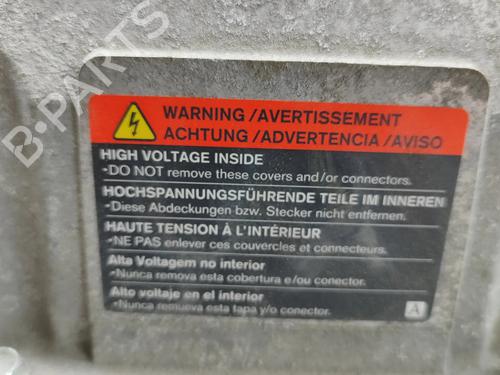 WARNING /AVERTISSEMENT
ACHTUNG /ADVERTENCIA /AVISO
HIGH VOLTAGE INSIDE
•DO NOT remove these covers and/or connectors.
HOCHSPANNUNGSFÜHRENDE TEILE IM INNEREN
•Diese Abdeckungen bzw. Stecker nicht entfernen.
HAUTE TENSION À L'INTÉRIEUR
•NE PAS enlever ces couvercles et connecteurs.
Alta Voltagem no interior
•Nunca remova esta cobertura e/ou conector.
Alto voltaje en el interior
•Nunca remueva esta tapa y/o conector.
A
B-PARTS